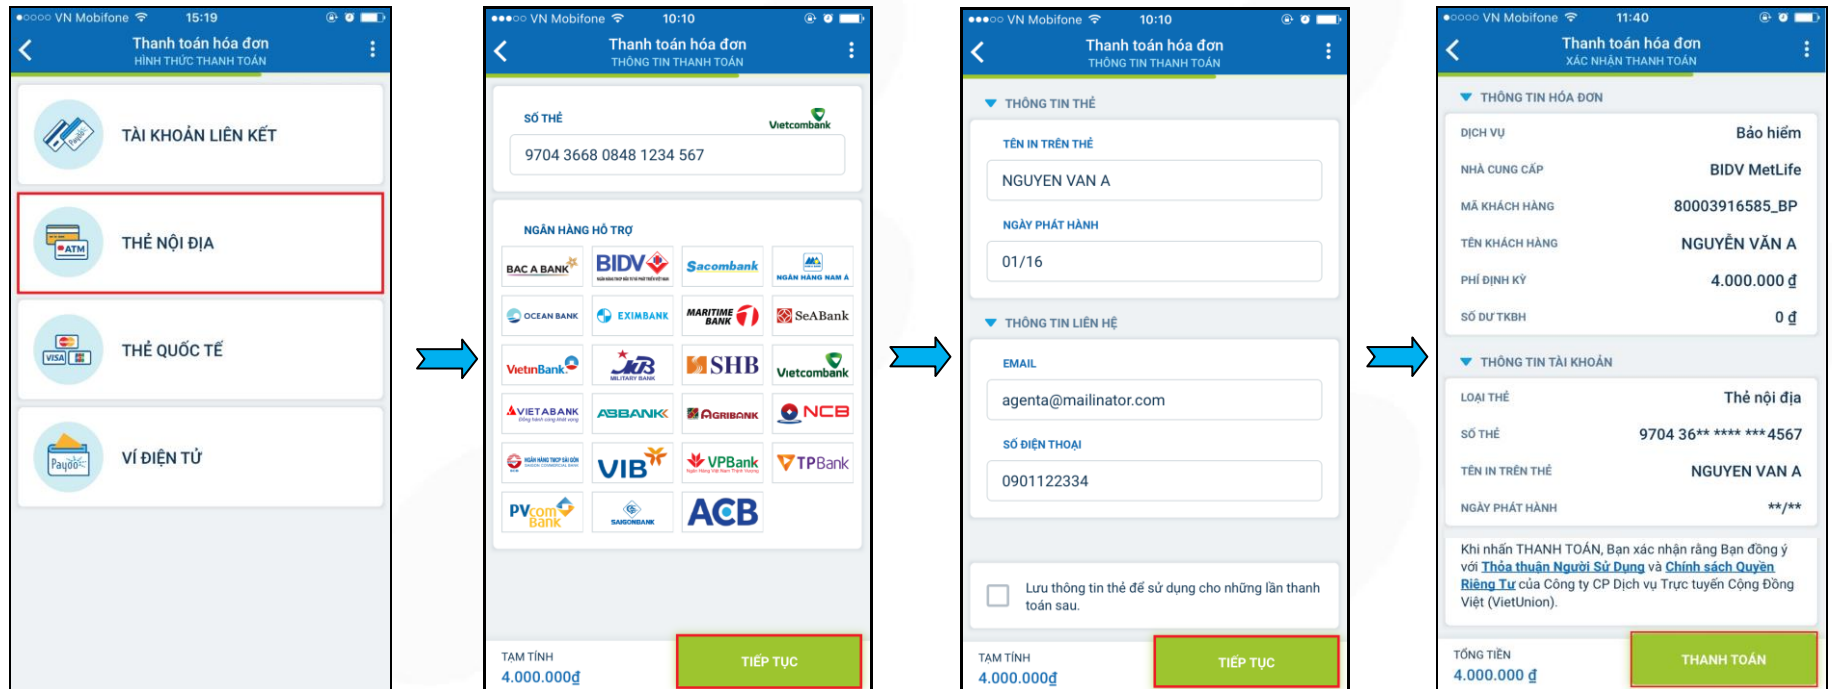 VN Mobifone 15:19
Thanh toán hóa đơn
HÌNH THỨC THANH TOÁN
Payoo
TÀI KHOẢN LIÊN KẾT
ATM
THẺ NỘI ĐỊA
VISA
THẺ QUỐC TẾ
Payoo
VÍ ĐIỆN TỬ
VN Mobifone 10:10
Thanh toán hóa đơn
THÔNG TIN THANH TOÁN
SỐ THẺ
Vietcombank
9704 3668 0848 1234 567
NGÂN HÀNG HỖ TRỢ
BAC A BANK
BIDV
Sacombank
NGÂN HÀNG NAM Á
OCEAN BANK
EXIMBANK
MARITIME BANK
SeABank
VietinBank
MB
MILITARY BANK
SHB
Vietcombank
VIETABANK
ABBANK
AGRIBANK
NCB
VIB
VPBank
TPBank
PVcom Bank
SAIGONBANK
ACB
TẠM TÍNH
4.000.000₫
TIẾP TỤC
VN Mobifone 10:10
Thanh toán hóa đơn
THÔNG TIN THANH TOÁN
THÔNG TIN THẺ
TÊN IN TRÊN THẺ
NGUYEN VAN A
NGÀY PHÁT HÀNH
01/16
THÔNG TIN LIÊN HỆ
EMAIL
agenta@mailinator.com
SỐ ĐIỆN THOẠI
0901122334
Lưu thông tin thẻ để sử dụng cho những lần thanh
toán sau.
TẠM TÍNH
4.000.000₫
TIẾP TỤC
VN Mobifone 11:40
Thanh toán hóa đơn
XÁC NHẬN THANH TOÁN
THÔNG TIN HÓA ĐƠN
DỊCH VỤ Bảo hiểm
NHÀ CUNG CẤP BIDV MetLife
MÃ KHÁCH HÀNG 80003916585_BP
TÊN KHÁCH HÀNG NGUYỄN VĂN A
PHÍ ĐỊNH KỲ 4.000.000 ₫
SỐ DƯ TKBH 0 ₫
THÔNG TIN TÀI KHOẢN
LOẠI THẺ Thẻ nội địa
SỐ THẺ 9704 36** **** ***4567
TÊN IN TRÊN THẺ NGUYEN VAN A
NGÀY PHÁT HÀNH **/**
Khi nhấn THANH TOÁN, Bạn xác nhận rằng Bạn đồng ý
với Thỏa thuận Người Sử Dụng và Chính sách Quyền
Riêng Tư của Công ty CP Dịch vụ Trực tuyến Cộng Đồng
Việt (VietUnion).
TỔNG TIỀN
4.000.000 ₫
THANH TOÁN